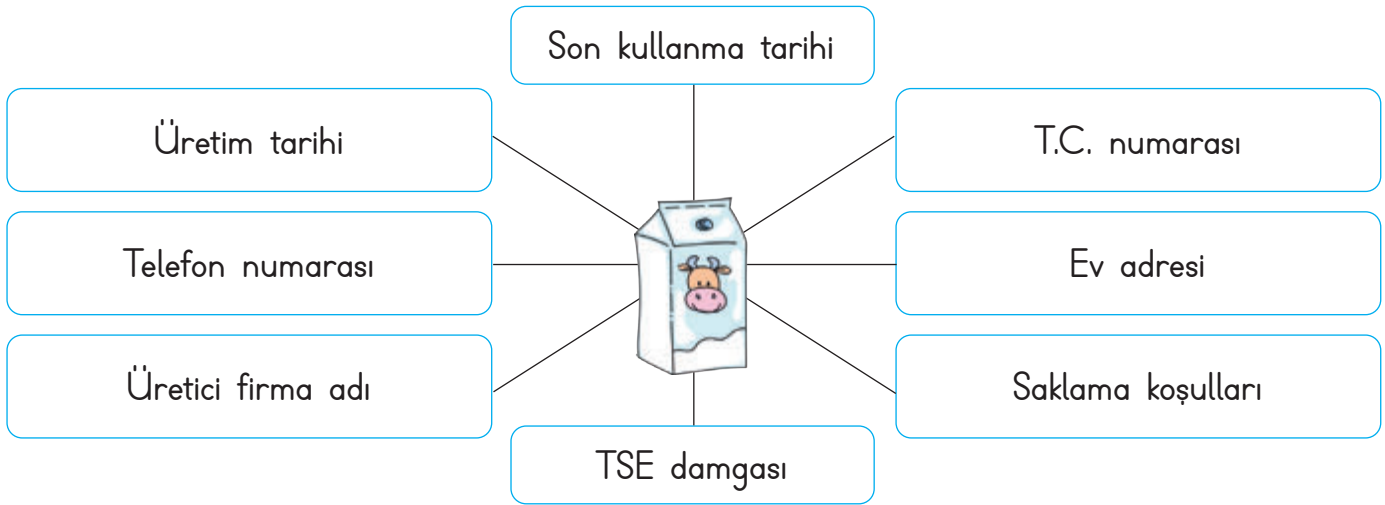 Son kullanma tarihi
Üretim tarihi
T.C. numarası
Telefon numarası
Ev adresi
Üretici firma adı
Saklama koşulları
TSE damgası